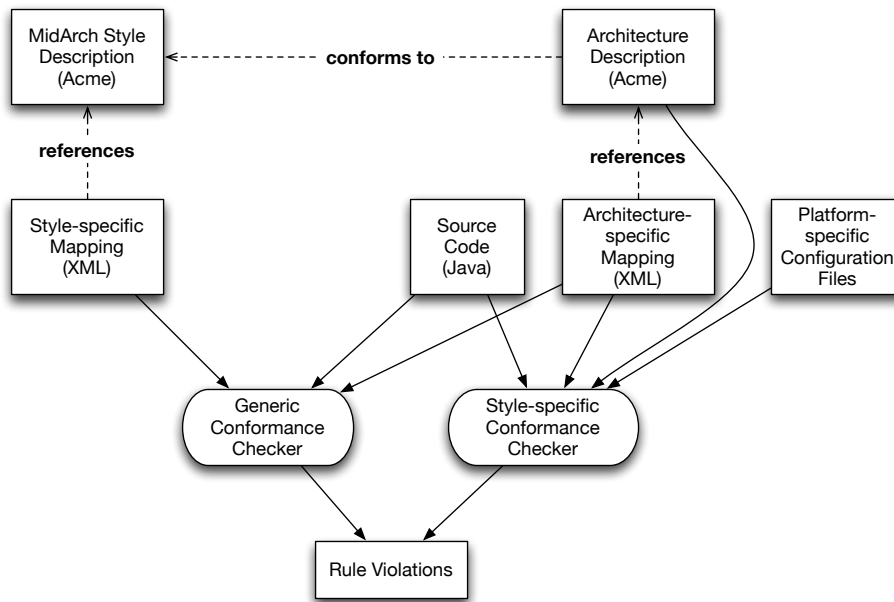 MidArch Style
Description
(Acme)
conforms to
Architecture
Description
(Acme)
references
references
Style-specific
Mapping
(XML)
Source
Code
(Java)
Architecture-
specific
Mapping
(XML)
Platform-
specific
Configuration
Files
Generic
Conformance
Checker
Style-specific
Conformance
Checker
Rule Violations